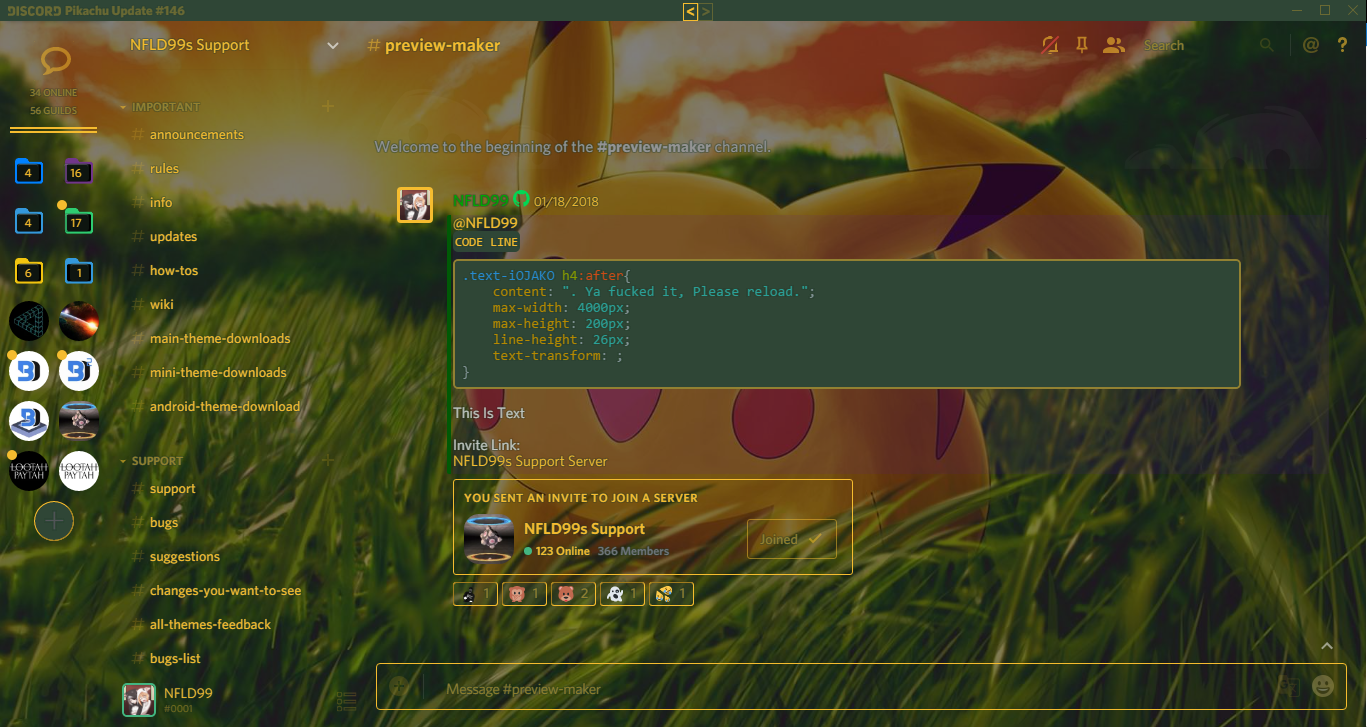 DISCORD Pikachu Update #146
< >
NFLD99s Support
# preview-maker
Search
@ ?
34 ONLINE
56 GUILDS
4 16
4 17
6 1
LOOTAH
PAYTAH
LOOTAH
PAYTAH
IMPORTANT
# announcements
# rules
# info
# updates
# how-tos
# wiki
# main-theme-downloads
# mini-theme-downloads
# android-theme-download
SUPPORT
# support
# bugs
# suggestions
# changes-you-want-to-see
# all-themes-feedback
# bugs-list
NFLD99
#0001
Welcome to the beginning of the #preview-maker channel.
NFLD99 01/18/2018
@NFLD99
CODE LINE
.text-iOJAKO h4:after{
content: ". Ya fucked it, Please reload.";
max-width: 4000px;
max-height: 200px;
line-height: 26px;
text-transform: ;
}
This Is Text
Invite Link:
NFLD99s Support Server
YOU SENT AN INVITE TO JOIN A SERVER
NFLD99s Support
123 Online 366 Members
Joined
1 1 2 1 1
Message #preview-maker